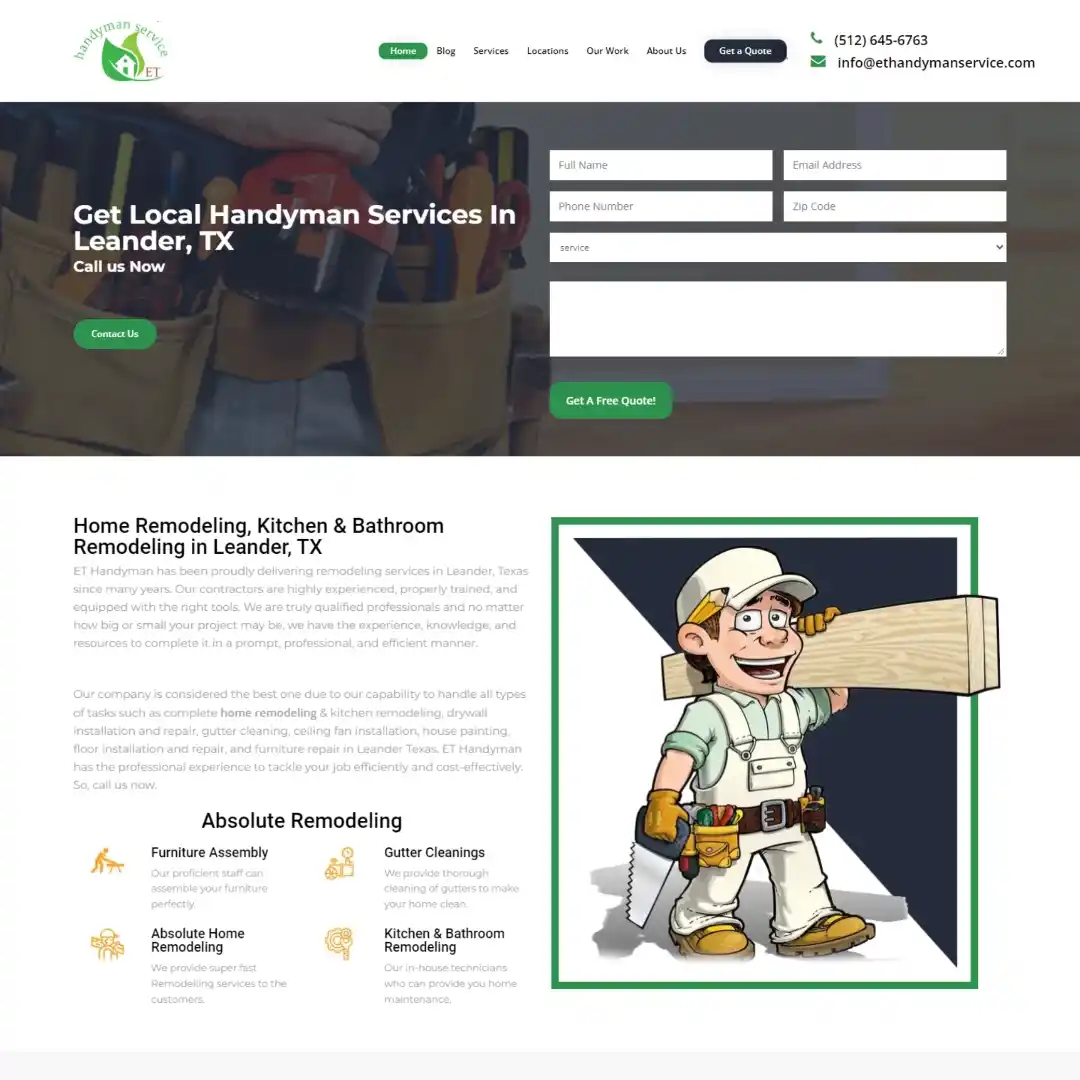 handyman service
ET
Home
Blog
Services
Locations
Our Work
About Us
Get a Quote
(512) 645-6763
info@ethandymanservice.com
Get Local Handyman Services In
Leander, TX
Call us Now
Contact Us
Full Name
Email Address
Phone Number
Zip Code
service
Get A Free Quote!
Home Remodeling, Kitchen & Bathroom
Remodeling in Leander, TX
ET Handyman has been proudly delivering remodeling services in Leander, Texas
since many years. Our contractors are highly experienced, properly trained, and
equipped with the right tools. We are truly qualified professionals and no matter
how big or small your project may be, we have the experience, knowledge, and
resources to complete it in a prompt, professional, and efficient manner.
Our company is considered the best one due to our capability to handle all types
of tasks such as complete home remodeling & kitchen remodeling, drywall
installation and repair, gutter cleaning, ceiling fan installation, house painting,
floor installation and repair, and furniture repair in Leander Texas. ET Handyman
has the professional experience to tackle your job efficiently and cost-effectively.
So, call us now.
Absolute Remodeling
Furniture Assembly
Our proficient staff can
assemble your furniture
perfectly.
Gutter Cleanings
We provide thorough
cleaning of gutters to make
your home clean.
Absolute Home
Remodeling
We provide super fast
Remodelling services to the
customers.
Kitchen & Bathroom
Remodeling
Our in-house technicians
who can provide you home
maintenance.